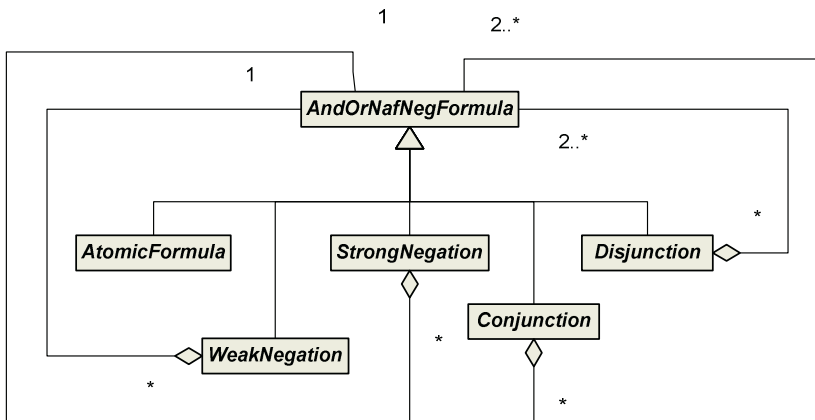 1
2..*
1
AndOrNafNegFormula
2..*
*
AtomicFormula
StrongNegation
Disjunction
Conjunction
*
WeakNegation
*
*